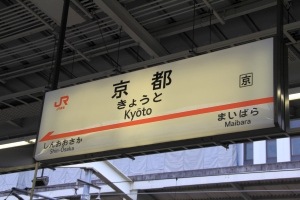 JR
京都
京
きょうと
Kyōto
しんおおさか
Shin-Ōsaka
まいばら
Maibara